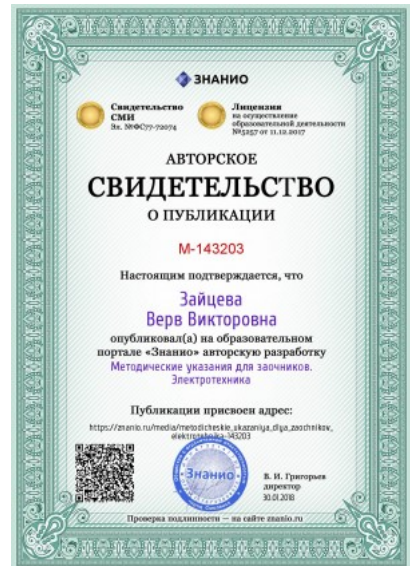 ЗНАНИО
Свидетельство
СМИ
Эл. №ФС77-72074
Лицензия
на осуществление
образовательной деятельности
№5257 от 11.12.2017
АВТОРСКОЕ
СВИДЕТЕЛЬСТВО
О ПУБЛИКАЦИИ
М-143203
Настоящим подтверждается, что
Зайцева
Верв Викторовна
опубликовал(а) на образовательном
портале «Знанио» авторскую разработку
Методические указания для заочников.
Электротехника
Публикации присвоен адрес:
https://znanio.ru/media/metodicheskie_ukazaniya_dlya_zaochnikov_
elektrotehnika-143203
Знанио
В. И. Григорьев
директор
30.01.2018
Проверка подлинности — на сайте znanio.ru